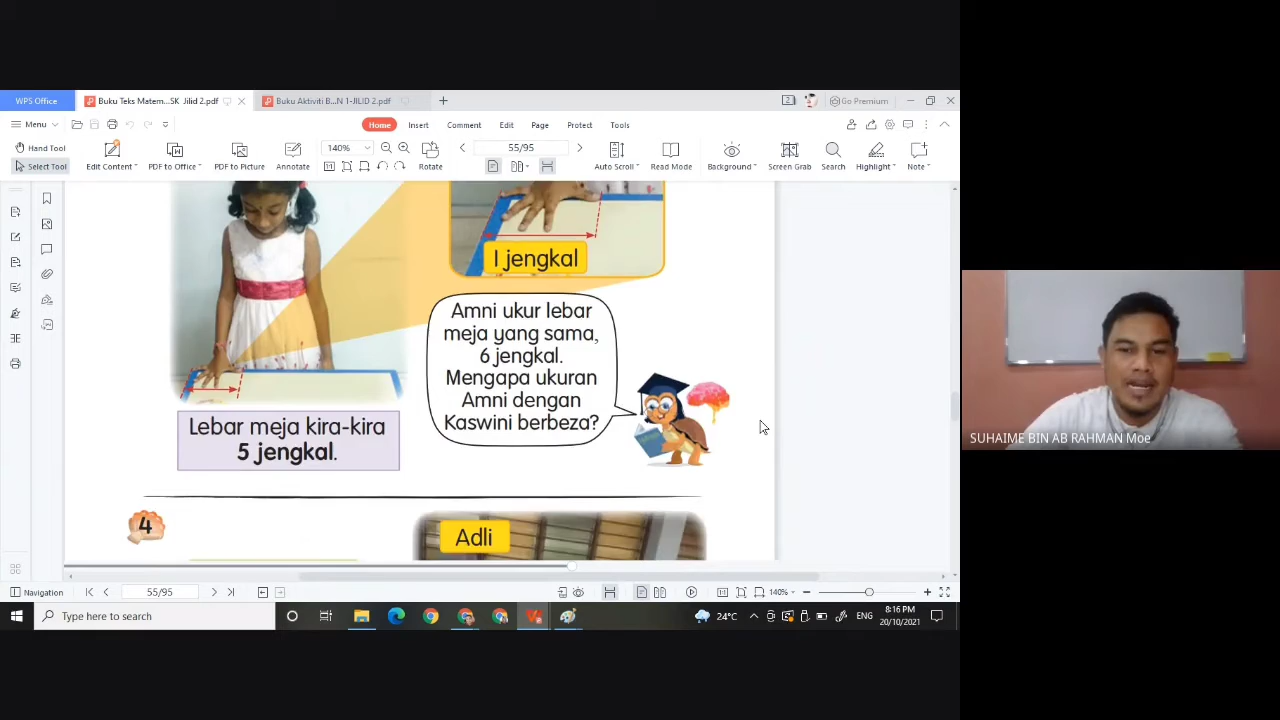 WPS Office
Buku Teks Matem...SK Jilid 2.pdf
Buku Aktiviti B...N 1-JILID 2.pdf
Go Premium
Menu
Home
Insert
Comment
Edit
Page
Protect
Tools
Hand Tool
Select Tool
Edit Content
PDF to Office
PDF to Picture
Annotate
140%
Rotate
55/95
Auto Scroll
Read Mode
Background
Screen Grab
Search
Highlight
Note
1 jengkal
Amni ukur lebar
meja yang sama,
6 jengkal.
Mengapa ukuran
Amni dengan
Kaswini berbeza?
Lebar meja kira-kira
5 jengkal.
4
Adli
SUHAIME BIN AB RAHMAN Moe
Navigation
55/95
140%
Type here to search
24°C
ENG
8:16 PM
20/10/2021